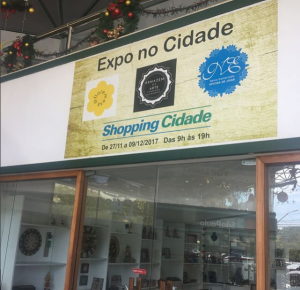 Expo no Cidade
Shopping Cidade
De 27/11 a 09/12/2017 Das 9h às 19h